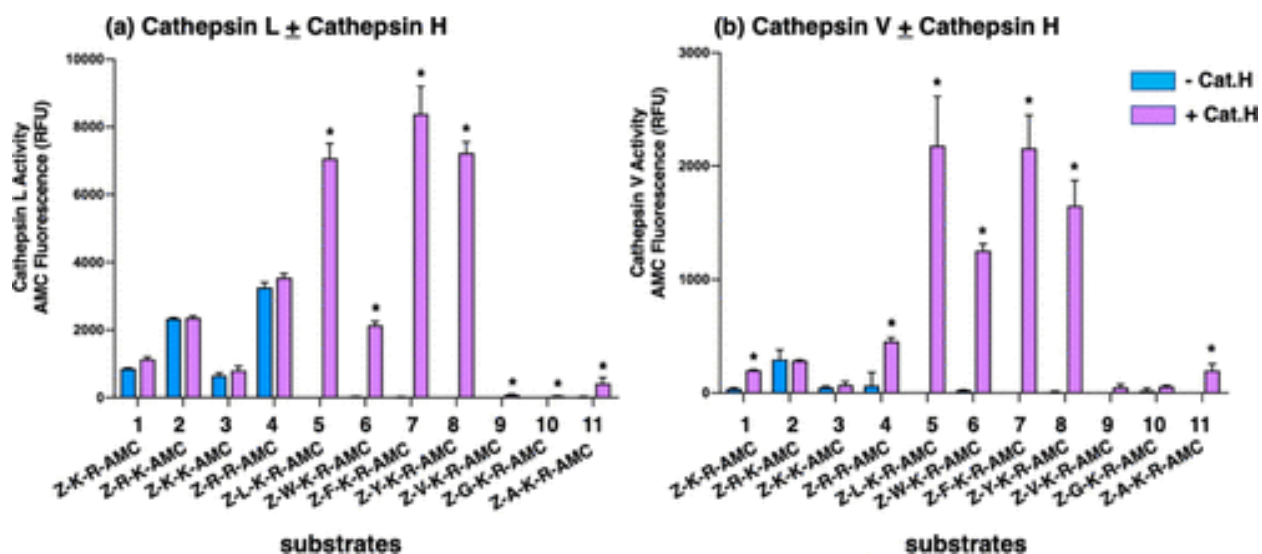 (a) Cathepsin L ± Cathepsin H
Cathepsin L Activity
AMC Fluorescence (RFU)
10000
8000
6000
4000
2000
0
1 2 3 4 5 6 7 8 9 10 11
Z-K-R-AMC
Z-R-K-AMC
Z-K-K-AMC
Z-R-R-AMC
Z-L-K-R-AMC
Z-W-K-R-AMC
Z-F-K-R-AMC
Z-Y-K-R-AMC
Z-V-K-R-AMC
Z-G-K-R-AMC
Z-A-K-R-AMC
substrates
(b) Cathepsin V ± Cathepsin H
Cathepsin V Activity
AMC Fluorescence (RFU)
3000
2000
1000
0
1 2 3 4 5 6 7 8 9 10 11
Z-K-R-AMC
Z-R-K-AMC
Z-K-K-AMC
Z-R-R-AMC
Z-L-K-R-AMC
Z-W-K-R-AMC
Z-F-K-R-AMC
Z-Y-K-R-AMC
Z-V-K-R-AMC
Z-G-K-R-AMC
Z-A-K-R-AMC
substrates
- Cat.H
+ Cat.H